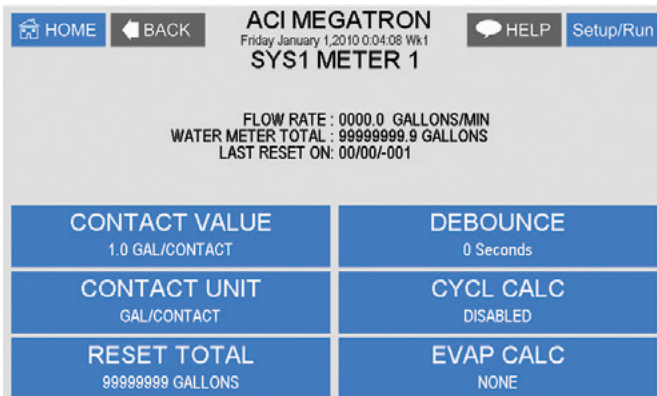 HOME
BACK
ACI MEGATRON
Friday January 1,2010 0:04:08 Wk1
SYS1 METER 1
HELP
Setup/Run
FLOW RATE : 0000.0 GALLONS/MIN
WATER METER TOTAL : 99999999.9 GALLONS
LAST RESET ON: 00/00/-001
CONTACT VALUE
1.0 GAL/CONTACT
DEBOUNCE
0 Seconds
CONTACT UNIT
GAL/CONTACT
CYCL CALC
DISABLED
RESET TOTAL
99999999 GALLONS
EVAP CALC
NONE